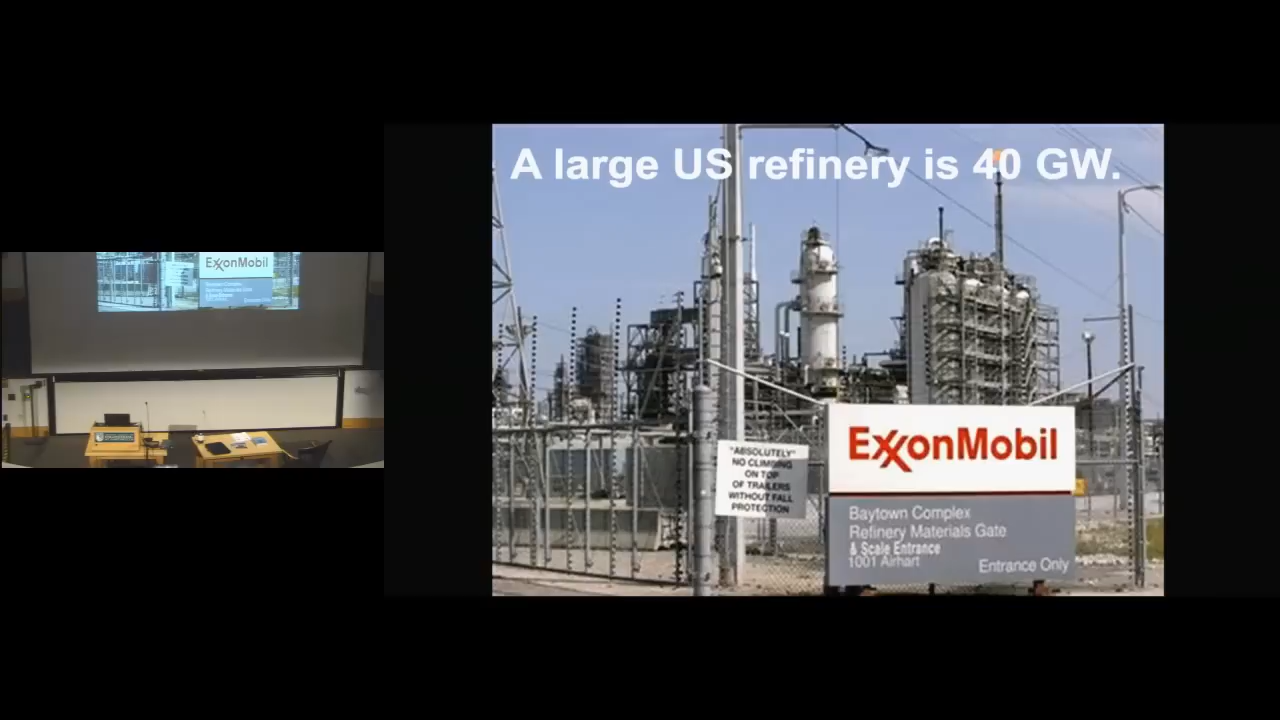 A large US refinery is 40 GW.
"ABSOLUTELY"
NO CLIMBING
ON TOP
OF TRAILERS
WITHOUT FALL
PROTECTION
ExxonMobil
Baytown Complex
Refinery Materials Gate
& Scale Entrance
1001 Airhart
Entrance Only
ExxonMobil